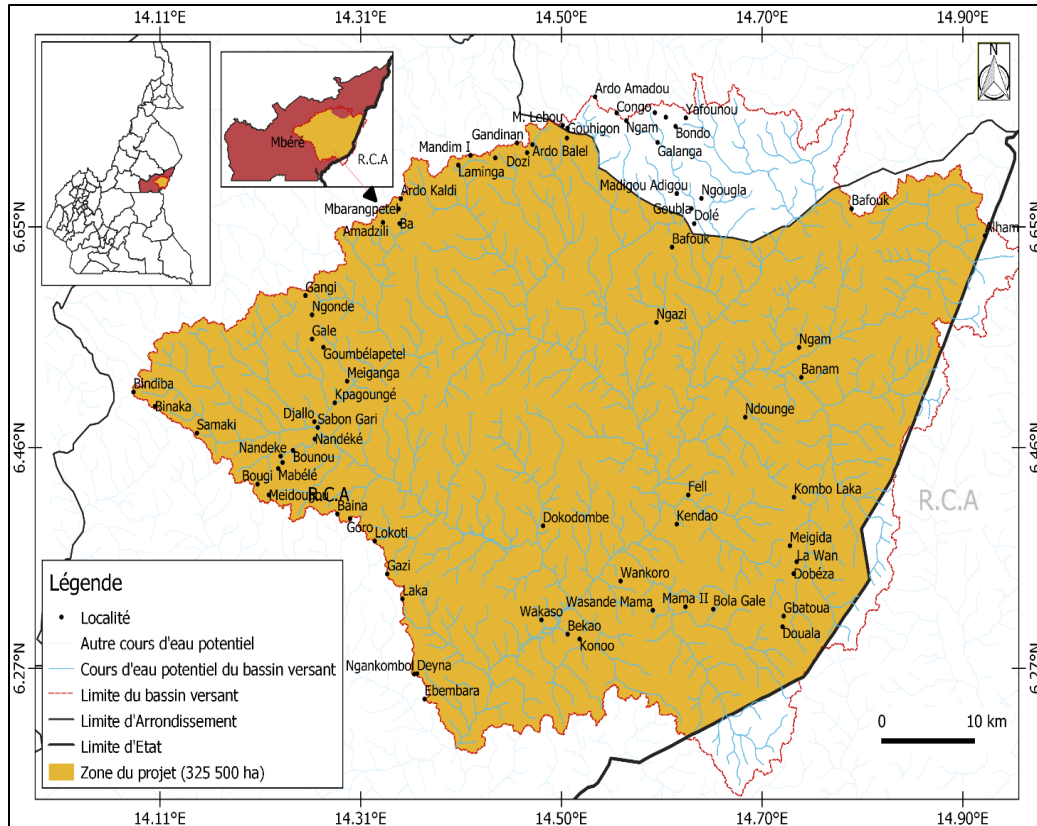 14.11°E
14.31°E
14.50°E
14.70°E
14.90°E
N
Mbéré
R.C.A
Ardo Amadou
Congo
Yafounou
M. Lebou
Gouhigon
Ngam
Bondo
Gandinan
Galanga
Mandim I
Dozi
Ardo Balel
Laminga
Ardo Kaldi
Madigou Adigou
Ngougla
Mbarangpetel
Goubla
Dolé
Bafouk
Amadzili
Ba
Alham
6.65°N
6.65°N
Bafouk
Gangi
Ngonde
Ngazi
Gale
Goumbélapetel
Ngam
Meiganga
Banam
Bindiba
Kpagoungé
Binaka
Djallo
Sabon Gari
Ndounge
Samaki
Nandéké
6.46°N
6.46°N
Nandeke
Bounou
Bougi
Mabélé
R.C.A
Fell
Kombo Laka
R.C.A
Baina
Goro
Dokodombe
Kendao
Lokoti
Meigida
La Wan
Gazi
Wankoro
Dobéza
Laka
Wasande Mama
Mama II
Bola Gale
Gbatoua
Wakaso
Bekao
Douala
Konoo
Ngankombol
Deyna
6.27°N
6.27°N
Ebembara
Légende
Localité
Autre cours d'eau potentiel
Cours d'eau potentiel du bassin versant
Limite du bassin versant
Limite d'Arrondissement
Limite d'Etat
Zone du projet (325 500 ha)
0 10 km
14.11°E
14.31°E
14.50°E
14.70°E
14.90°E